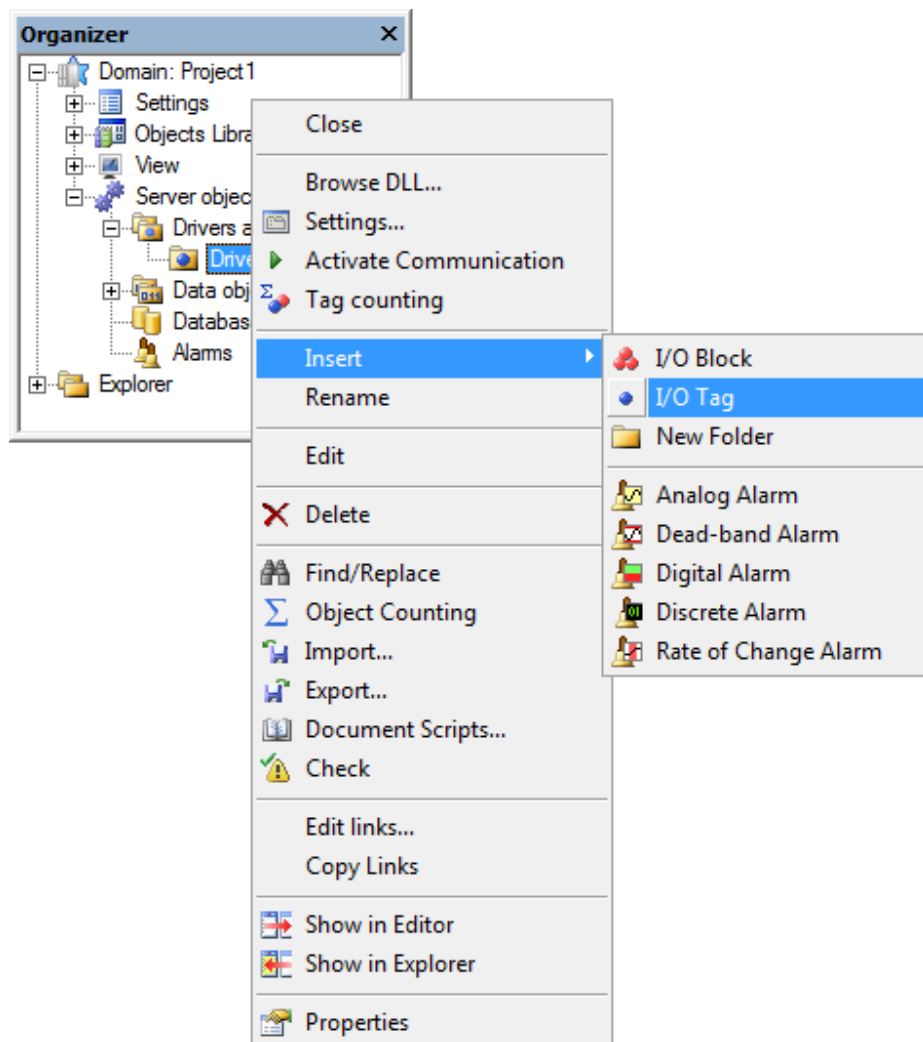 Organizer
Domain: Project1
Settings
Objects Libra
View
Server objec
Drivers a
Drive
Data obj
Databas
Alarms
Explorer
Close
Browse DLL...
Settings...
Activate Communication
Tag counting
Insert
Rename
Edit
Delete
Find/Replace
Object Counting
Import...
Export...
Document Scripts...
Check
Edit links...
Copy Links
Show in Editor
Show in Explorer
Properties
I/O Block
I/O Tag
New Folder
Analog Alarm
Dead-band Alarm
Digital Alarm
Discrete Alarm
Rate of Change Alarm